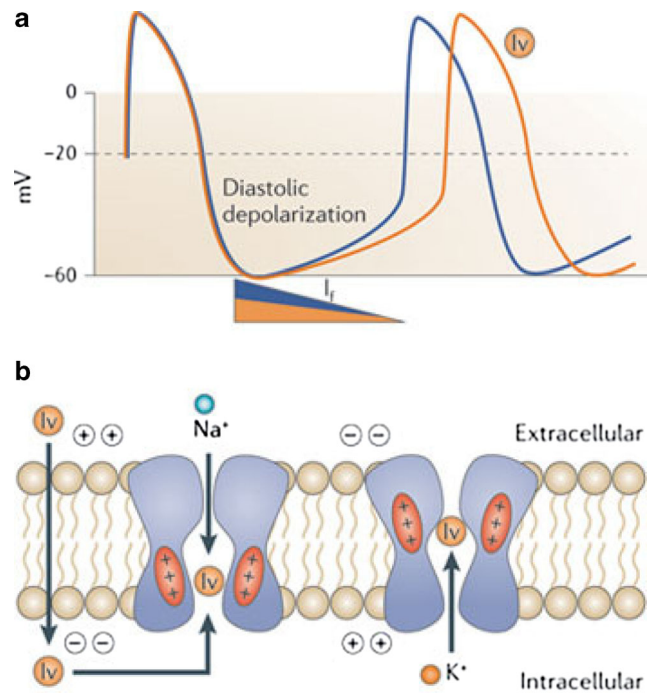 a
Iv
0
−20
−60
mV
Diastolic
depolarization
If
b
Iv
+ +
Na•
− −
Extracellular
+ + +
Iv
+ + +
+ + +
Iv
+ + +
− −
Iv
+ +
K•
Intracellular